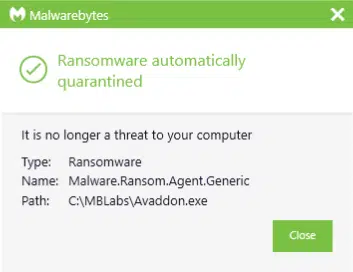 Malwarebytes
Ransomware automatically
quarantined
It is no longer a threat to your computer
Type: Ransomware
Name: Malware.Ransom.Agent.Generic
Path: C:\MBLabs\Avaddon.exe
Close